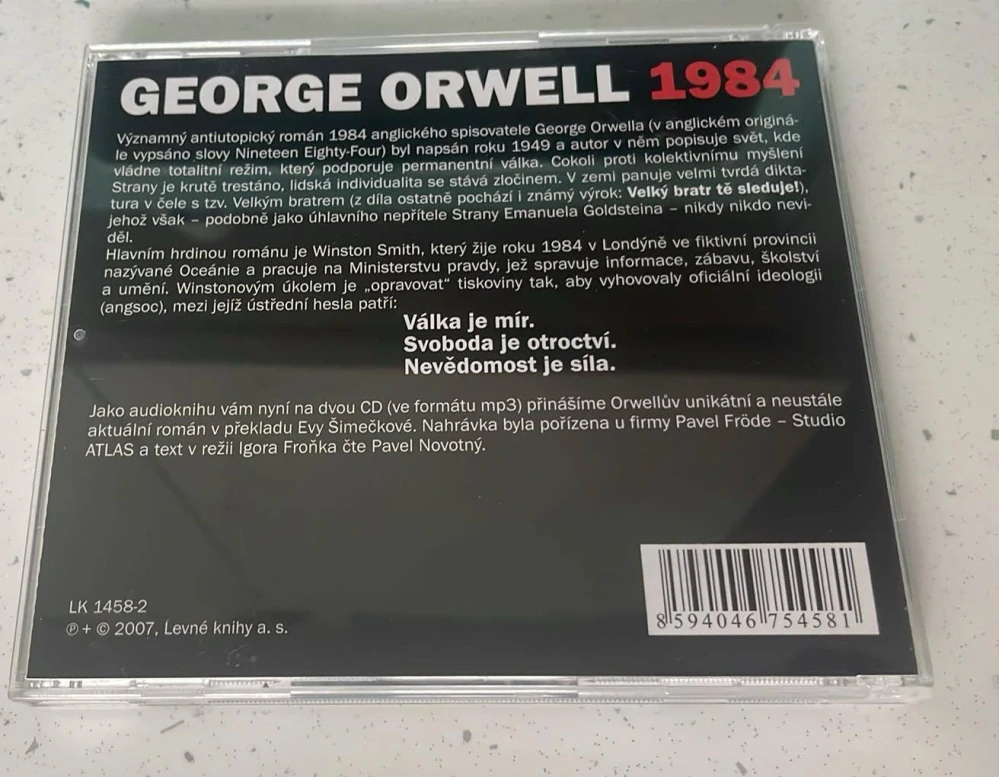 GEORGE ORWELL 1984
Významný antiutopický román 1984 anglického spisovatele George Orwella (v anglickém originá-
le vypsáno slovy Nineteen Eighty-Four) byl napsán roku 1949 a autor v něm popisuje svět, kde
vládne totalitní režim, který podporuje permanentní válka. Cokoli proti kolektivnímu myšlení
Strany je krutě trestáno, lidská individualita se stává zločinem. V zemi panuje velmi tvrdá dikta-
tura v čele s tzv. Velkým bratrem (z díla ostatně pochází i známý výrok: Velký bratr tě sleduje!),
jehož však – podobně jako úhlavního nepřítele Strany Emanuela Goldsteina – nikdy nikdo nevi-
děl.
Hlavním hrdinou románu je Winston Smith, který žije roku 1984 v Londýně ve fiktivní provincii
nazývané Oceánie a pracuje na Ministerstvu pravdy, jež spravuje informace, zábavu, školství
a umění. Winstonovým úkolem je „opravovat“ tiskoviny tak, aby vyhovovaly oficiální ideologii
(angsoc), mezi jejíž ústřední hesla patří:
Válka je mír.
Svoboda je otroctví.
Nevědomost je síla.
Jako audioknihu vám nyní na dvou CD (ve formátu mp3) přinášíme Orwellův unikátní a neustále
aktuální román v překladu Evy Šimečkové. Nahrávka byla pořízena u firmy Pavel Fröde – Studio
ATLAS a text v režii Igora Froňka čte Pavel Novotný.
LK 1458-2
℗ + © 2007, Levné knihy a. s.
8 594046 754581